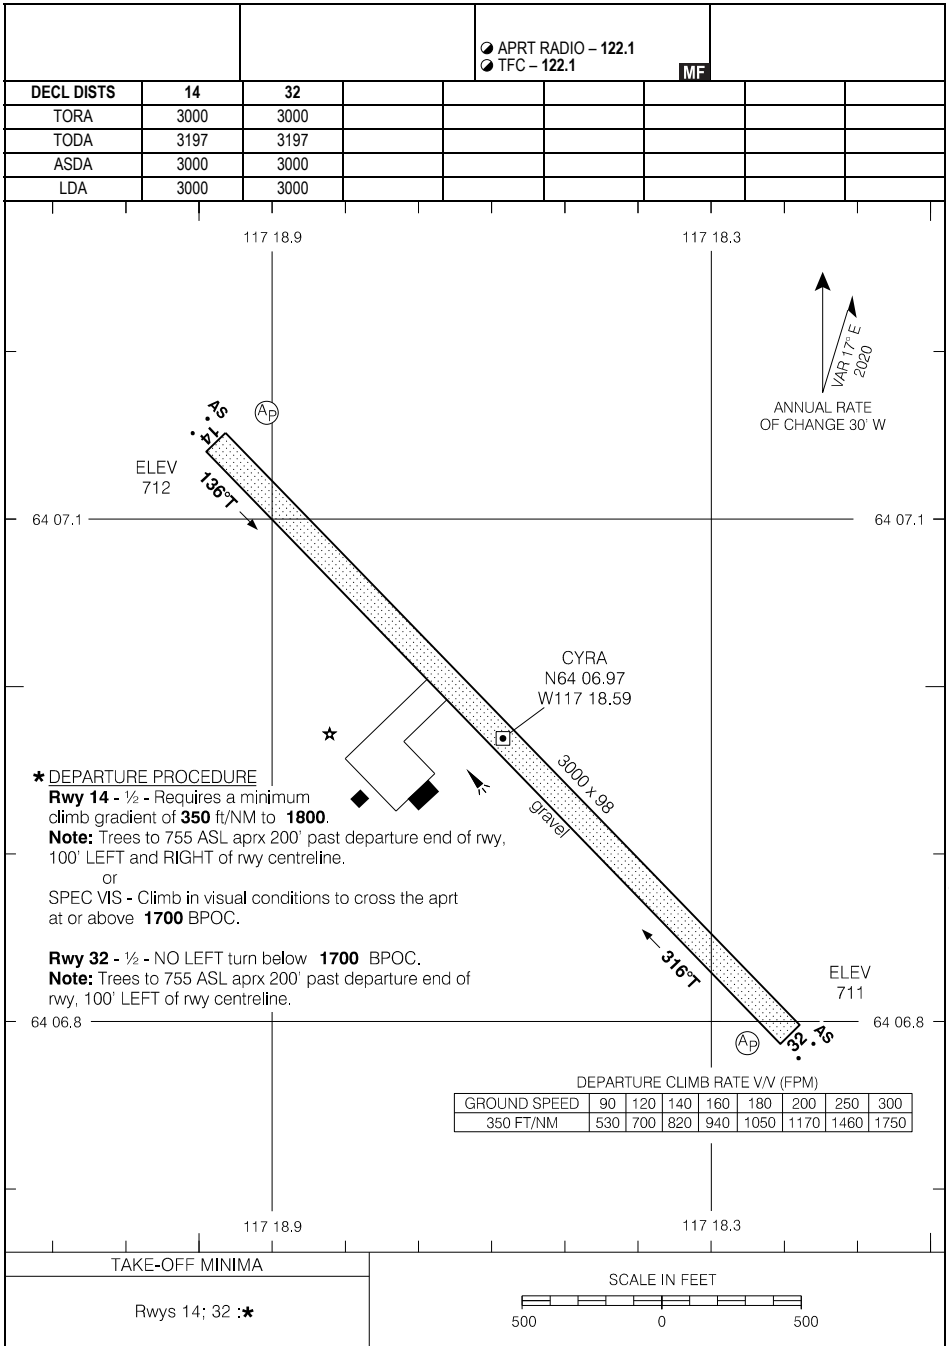 APRT RADIO – 122.1
TFC – 122.1
MF
DECL DISTS 14 32
TORA 3000 3000
TODA 3197 3197
ASDA 3000 3000
LDA 3000 3000
117 18.9 117 18.3
VAR 17° E
2020
ANNUAL RATE
OF CHANGE 30' W
AS
14
AP
ELEV
712
136°T
64 07.1 64 07.1
CYRA
N64 06.97
W117 18.59
3000 x 98
gravel
* DEPARTURE PROCEDURE
Rwy 14 - ½ - Requires a minimum
climb gradient of 350 ft/NM to 1800.
Note: Trees to 755 ASL aprx 200' past departure end of rwy,
100' LEFT and RIGHT of rwy centreline.
or
SPEC VIS - Climb in visual conditions to cross the aprt
at or above 1700 BPOC.
Rwy 32 - ½ - NO LEFT turn below 1700 BPOC.
Note: Trees to 755 ASL aprx 200' past departure end of
rwy, 100' LEFT of rwy centreline.
316°T
ELEV
711
64 06.8 64 06.8
AP
32
AS
DEPARTURE CLIMB RATE V/V (FPM)
GROUND SPEED 90 120 140 160 180 200 250 300
350 FT/NM 530 700 820 940 1050 1170 1460 1750
117 18.9 117 18.3
TAKE-OFF MINIMA
Rwys 14; 32 :*
SCALE IN FEET
500 0 500